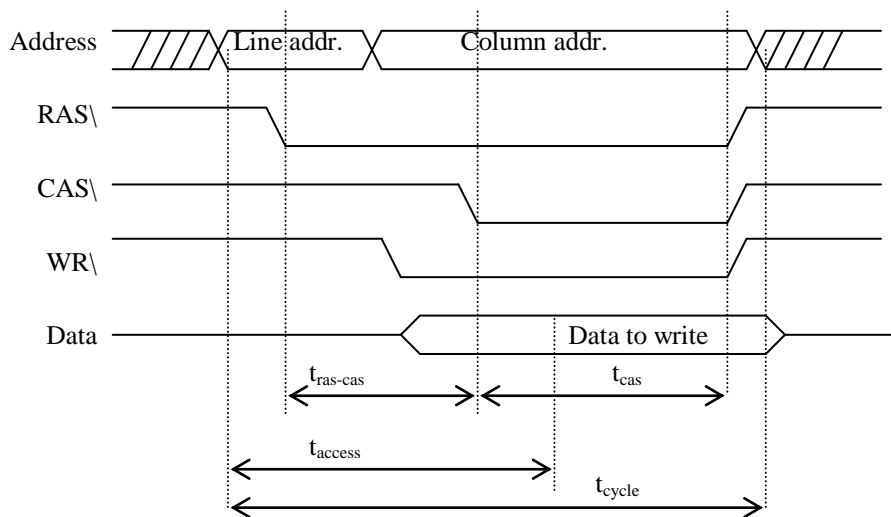 Address
Line addr.
Column addr.
RAS\
CAS\
WR\
Data
Data to write
tras-cas
tcas
taccess
tcycle